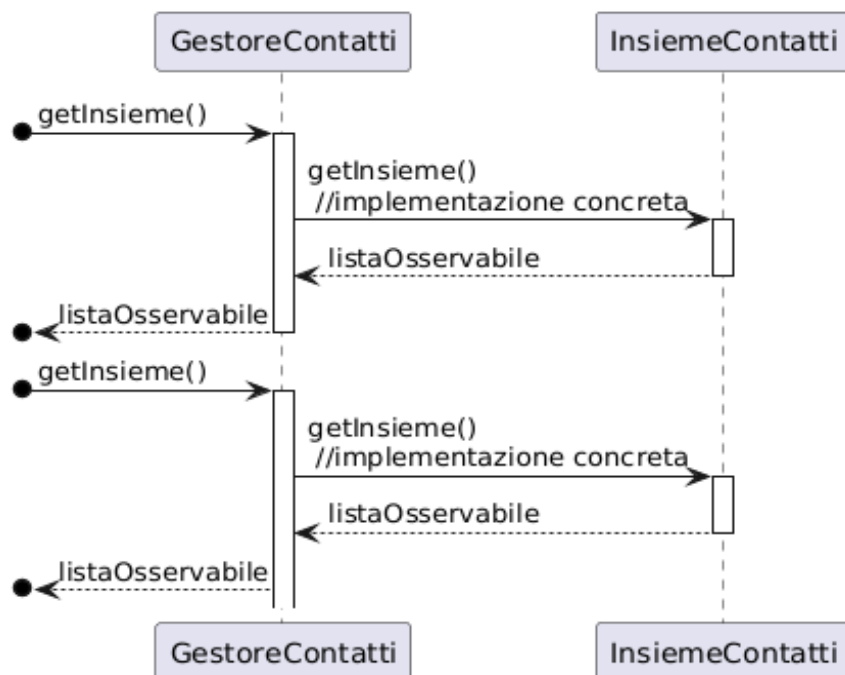 GestoreContatti
InsiemeContatti
getInsieme()
getInsieme()
//implementazione concreta
listaOsservabile
listaOsservabile
getInsieme()
getInsieme()
//implementazione concreta
listaOsservabile
listaOsservabile
GestoreContatti
InsiemeContatti